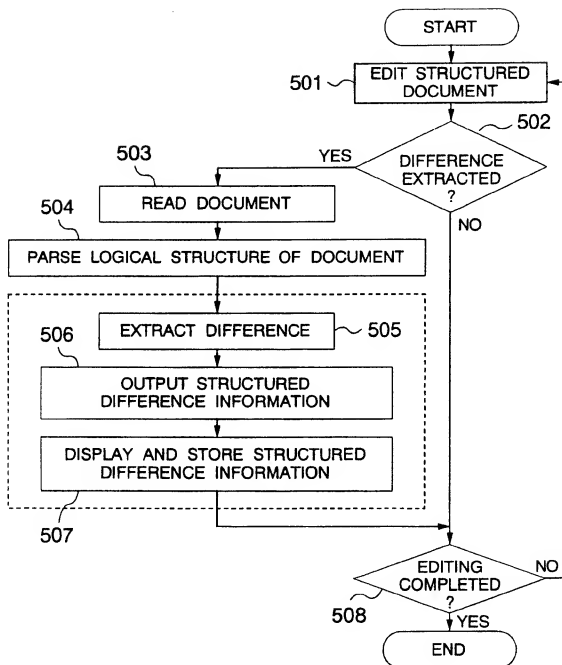 START
501
EDIT STRUCTURED
DOCUMENT
502
DIFFERENCE
EXTRACTED
?
YES
NO
503
READ DOCUMENT
504
PARSE LOGICAL STRUCTURE OF DOCUMENT
EXTRACT DIFFERENCE
505
506
OUTPUT STRUCTURED
DIFFERENCE INFORMATION
DISPLAY AND STORE STRUCTURED
DIFFERENCE INFORMATION
507
EDITING
COMPLETED
?
NO
508
YES
END